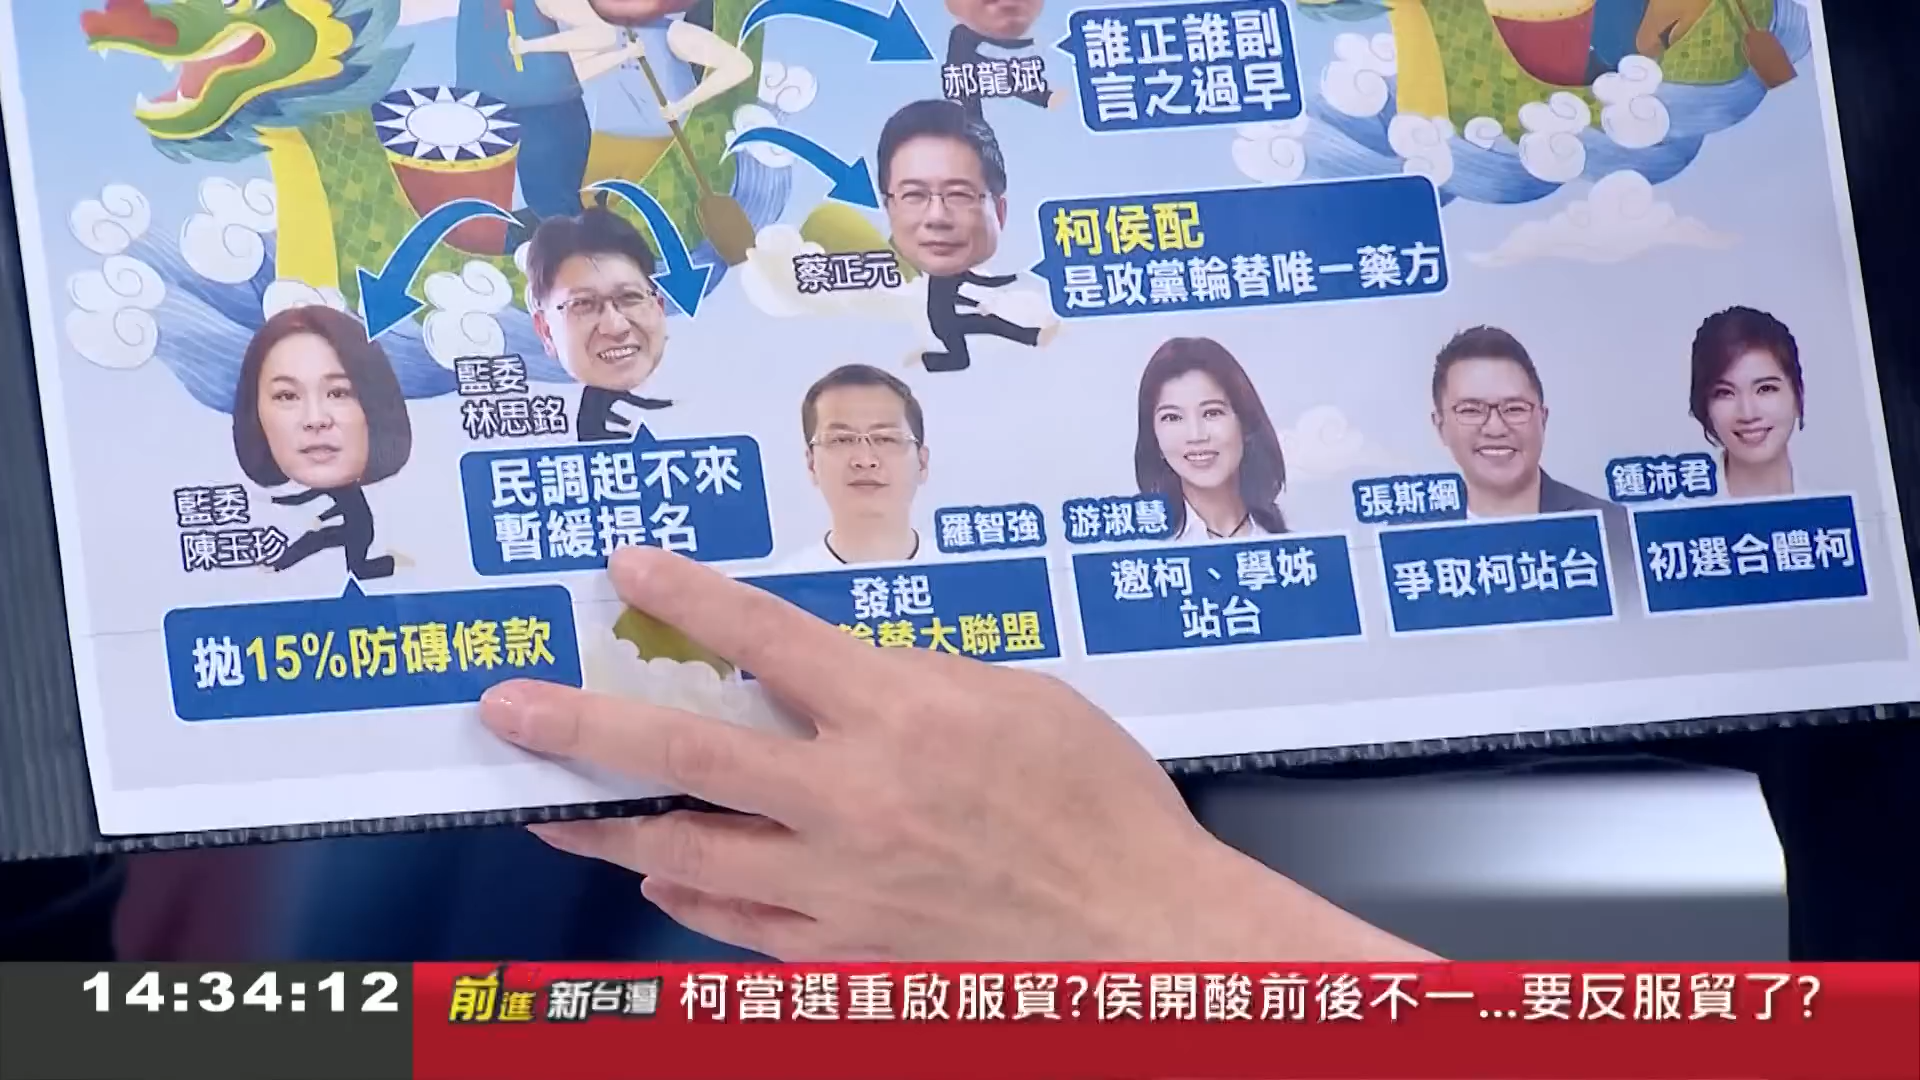 誰正誰副
言之過早
郝龍斌
柯侯配
是政黨輪替唯一藥方
蔡正元
藍委
林思銘
民調起不來
暫緩提名
藍委
陳玉珍
拋15%防磚條款
羅智強
發起
輪替大聯盟
游淑慧
邀柯、學姊
站台
張斯綱
爭取柯站台
鍾沛君
初選合體柯
14:34:12
前進新台灣
柯當選重啟服貿?侯開酸前後不一...要反服貿了?